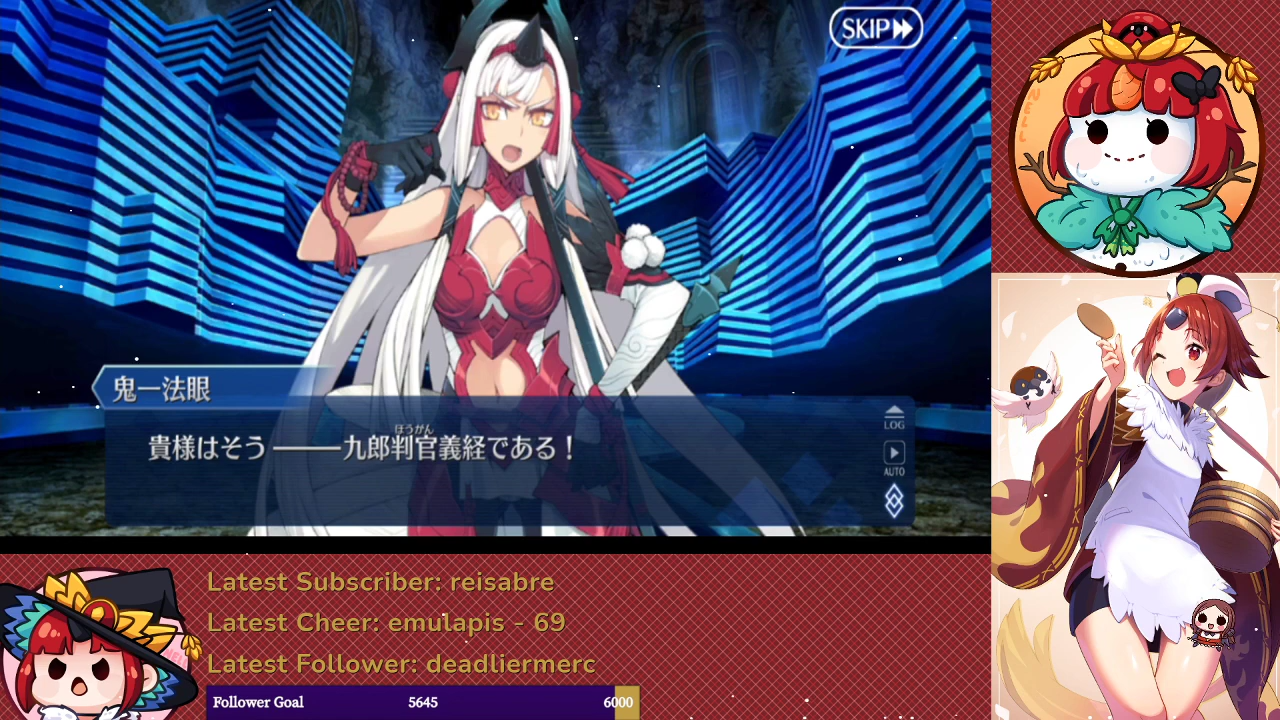 SKIP
鬼一法眼
ほうがん
貴様はそう ───九郎判官義経である！
LOG
AUTO
Latest Subscriber: reisabre
Latest Cheer: emulapis - 69
Latest Follower: deadliermerc
Follower Goal 5645 6000